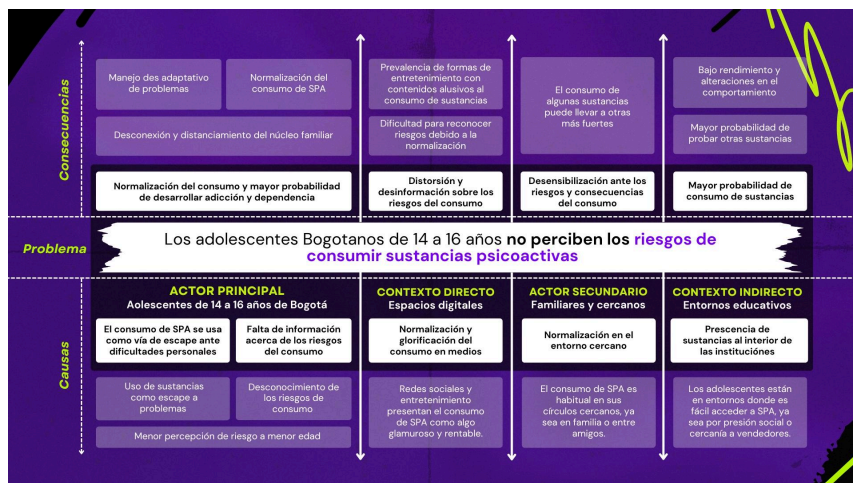 Consecuencias
Manejo des adaptativo
de problemas
Normalización del
consumo de SPA
Desconexión y distanciamiento del núcleo familiar
Normalización del consumo y mayor probabilidad
de desarrollar adicción y dependencia
Prevalencia de formas de
entretenimiento con
contenidos alusivos al
consumo de sustancias
Dificultad para reconocer
riesgos debido a la
normalización
Distorsión y
desinformación sobre los
riesgos del consumo
El consumo de
algunas sustancias
puede llevar a otras
más fuertes
Desensibilización ante los
riesgos y consecuencias
del consumo
Bajo rendimiento y
alteraciones en el
comportamiento
Mayor probabilidad de
probar otras sustancias
Mayor probabilidad de
consumo de sustancias
Problema
Los adolescentes Bogotanos de 14 a 16 años no perciben los riesgos de
consumir sustancias psicoactivas
Causas
ACTOR PRINCIPAL
Aolescentes de 14 a 16 años de Bogotá
El consumo de SPA se usa
como vía de escape ante
dificultades personales
Falta de información
acerca de los riesgos
del consumo
Uso de sustancias
como escape a
problemas
Desconocimiento de
los riesgos de
consumo
Menor percepción de riesgo a menor edad
CONTEXTO DIRECTO
Espacios digitales
Normalización y
glorificación del
consumo en medios
Redes sociales y
entretenimiento
presentan el consumo
de SPA como algo
glamuroso y rentable.
ACTOR SECUNDARIO
Familiares y cercanos
Normalización en el
entorno cercano
El consumo de SPA es
habitual en sus
círculos cercanos, ya
sea en familia o entre
amigos.
CONTEXTO INDIRECTO
Entornos educativos
Prescencia de
sustancias al interior de
las instituciónes
Los adolescentes están
en entornos donde es
fácil acceder a SPA, ya
sea por presión social o
cercanía a vendedores.